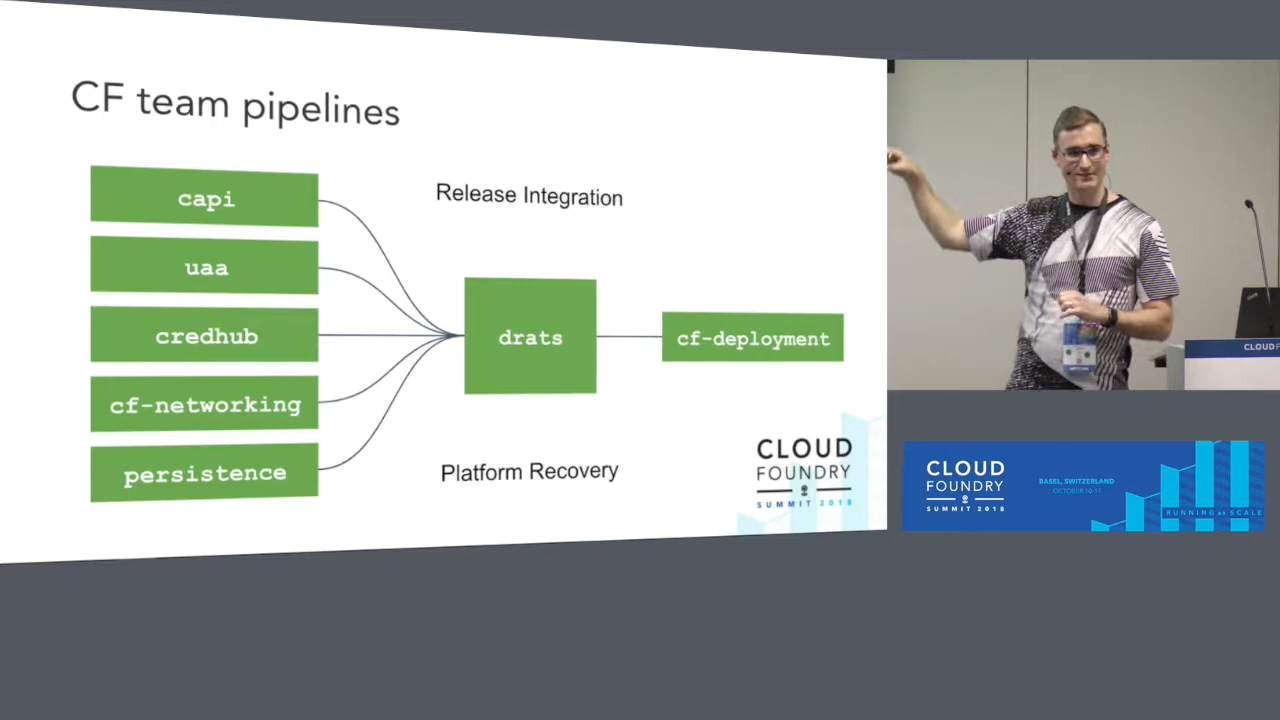 CF team pipelines
capi
uaa
credhub
cf-networking
persistence
Release Integration
drats
cf-deployment
Platform Recovery
CLOUD
FOUNDRY
SUMMIT 2018
CLOUDF
CLOUD
FOUNDRY
SUMMIT 2018
BASEL, SWITZERLAND
OCTOBER 10-11
RUNNING AT SCALE